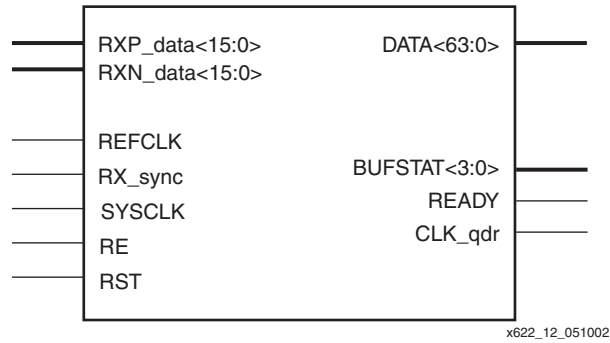 RXP_data<15:0>
RXN_data<15:0>
REFCLK
RX_sync
SYSCLK
RE
RST
DATA<63:0>
BUFSTAT<3:0>
READY
CLK_qdr
x622_12_051002